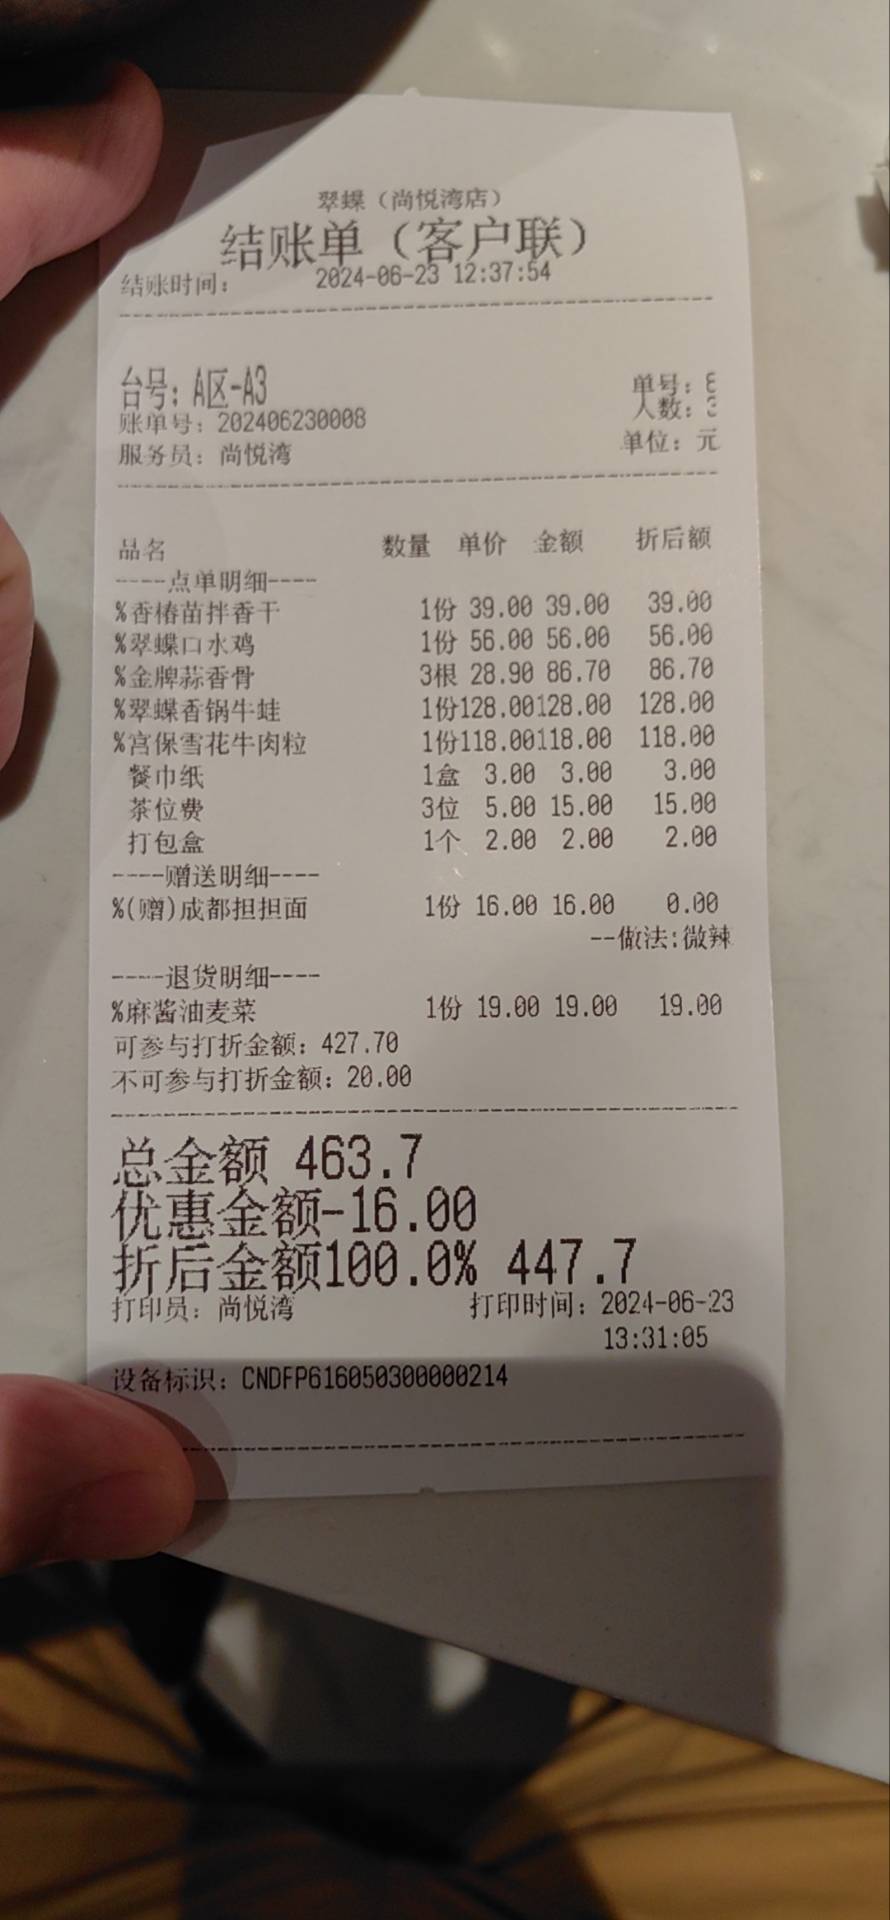 翠蝶（尚悦湾店）
结账单（客户联）
结账时间： 2024-06-23 12:37:54
台号：A区-A3 单号：
账单号：202406230008 人数：
服务员：尚悦湾 单位：元
品名 数量 单价 金额 折后额
----点单明细----
%香椿苗拌香干 1份 39.00 39.00 39.00
%翠蝶口水鸡 1份 56.00 56.00 56.00
%金牌蒜香骨 3根 28.90 86.70 86.70
%翠蝶香锅牛蛙 1份128.00128.00 128.00
%宫保雪花牛肉粒 1份118.00118.00 118.00
餐巾纸 1盒 3.00 3.00 3.00
茶位费 3位 5.00 15.00 15.00
打包盒 1个 2.00 2.00 2.00
----赠送明细----
%(赠)成都担担面 1份 16.00 16.00 0.00
--做法:微辣
----退货明细----
%麻酱油麦菜 1份 19.00 19.00 19.00
可参与打折金额：427.70
不可参与打折金额：20.00
总金额 463.7
优惠金额-16.00
折后金额100.0% 447.7
打印员：尚悦湾 打印时间：2024-06-23
13:31:05
设备标识：CNDFP616050300000214